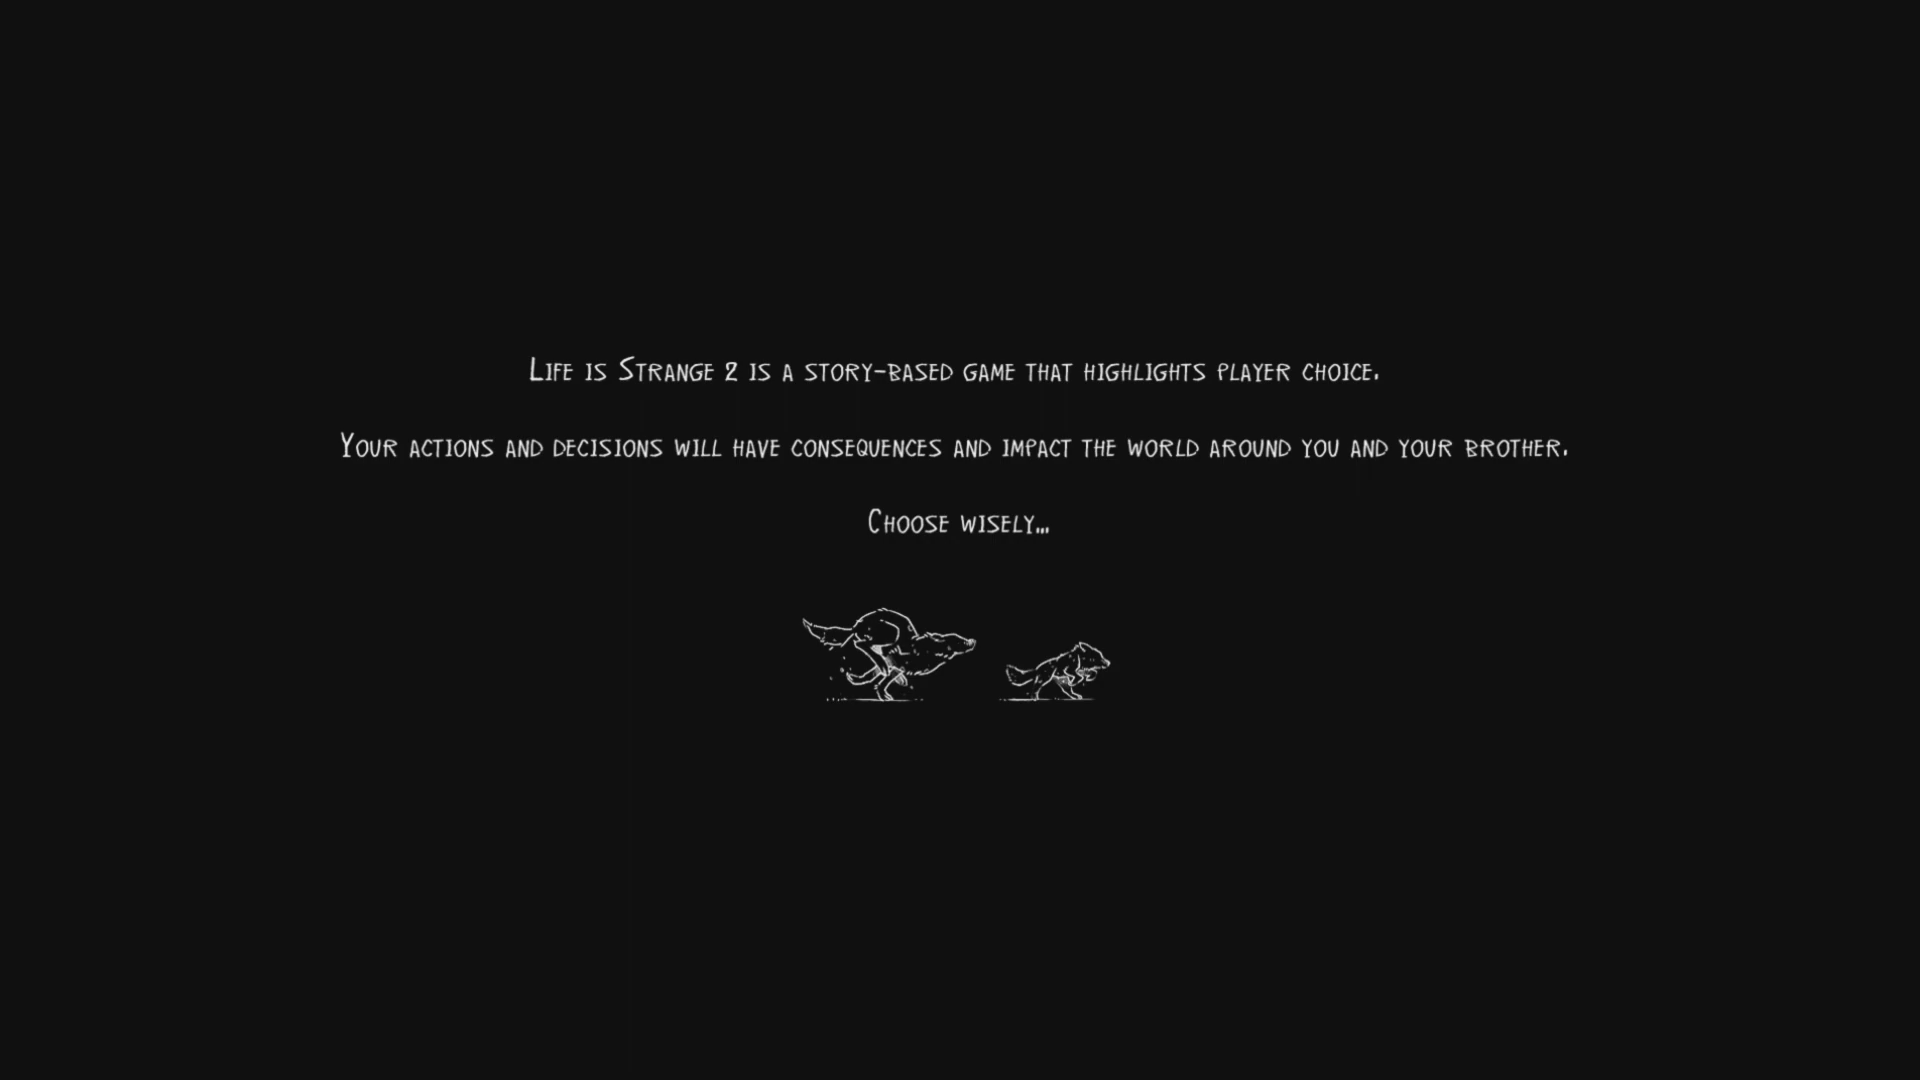 Life is Strange 2 is a story-based game that highlights player choice.
Your actions and decisions will have consequences and impact the world around you and your brother.
Choose wisely...